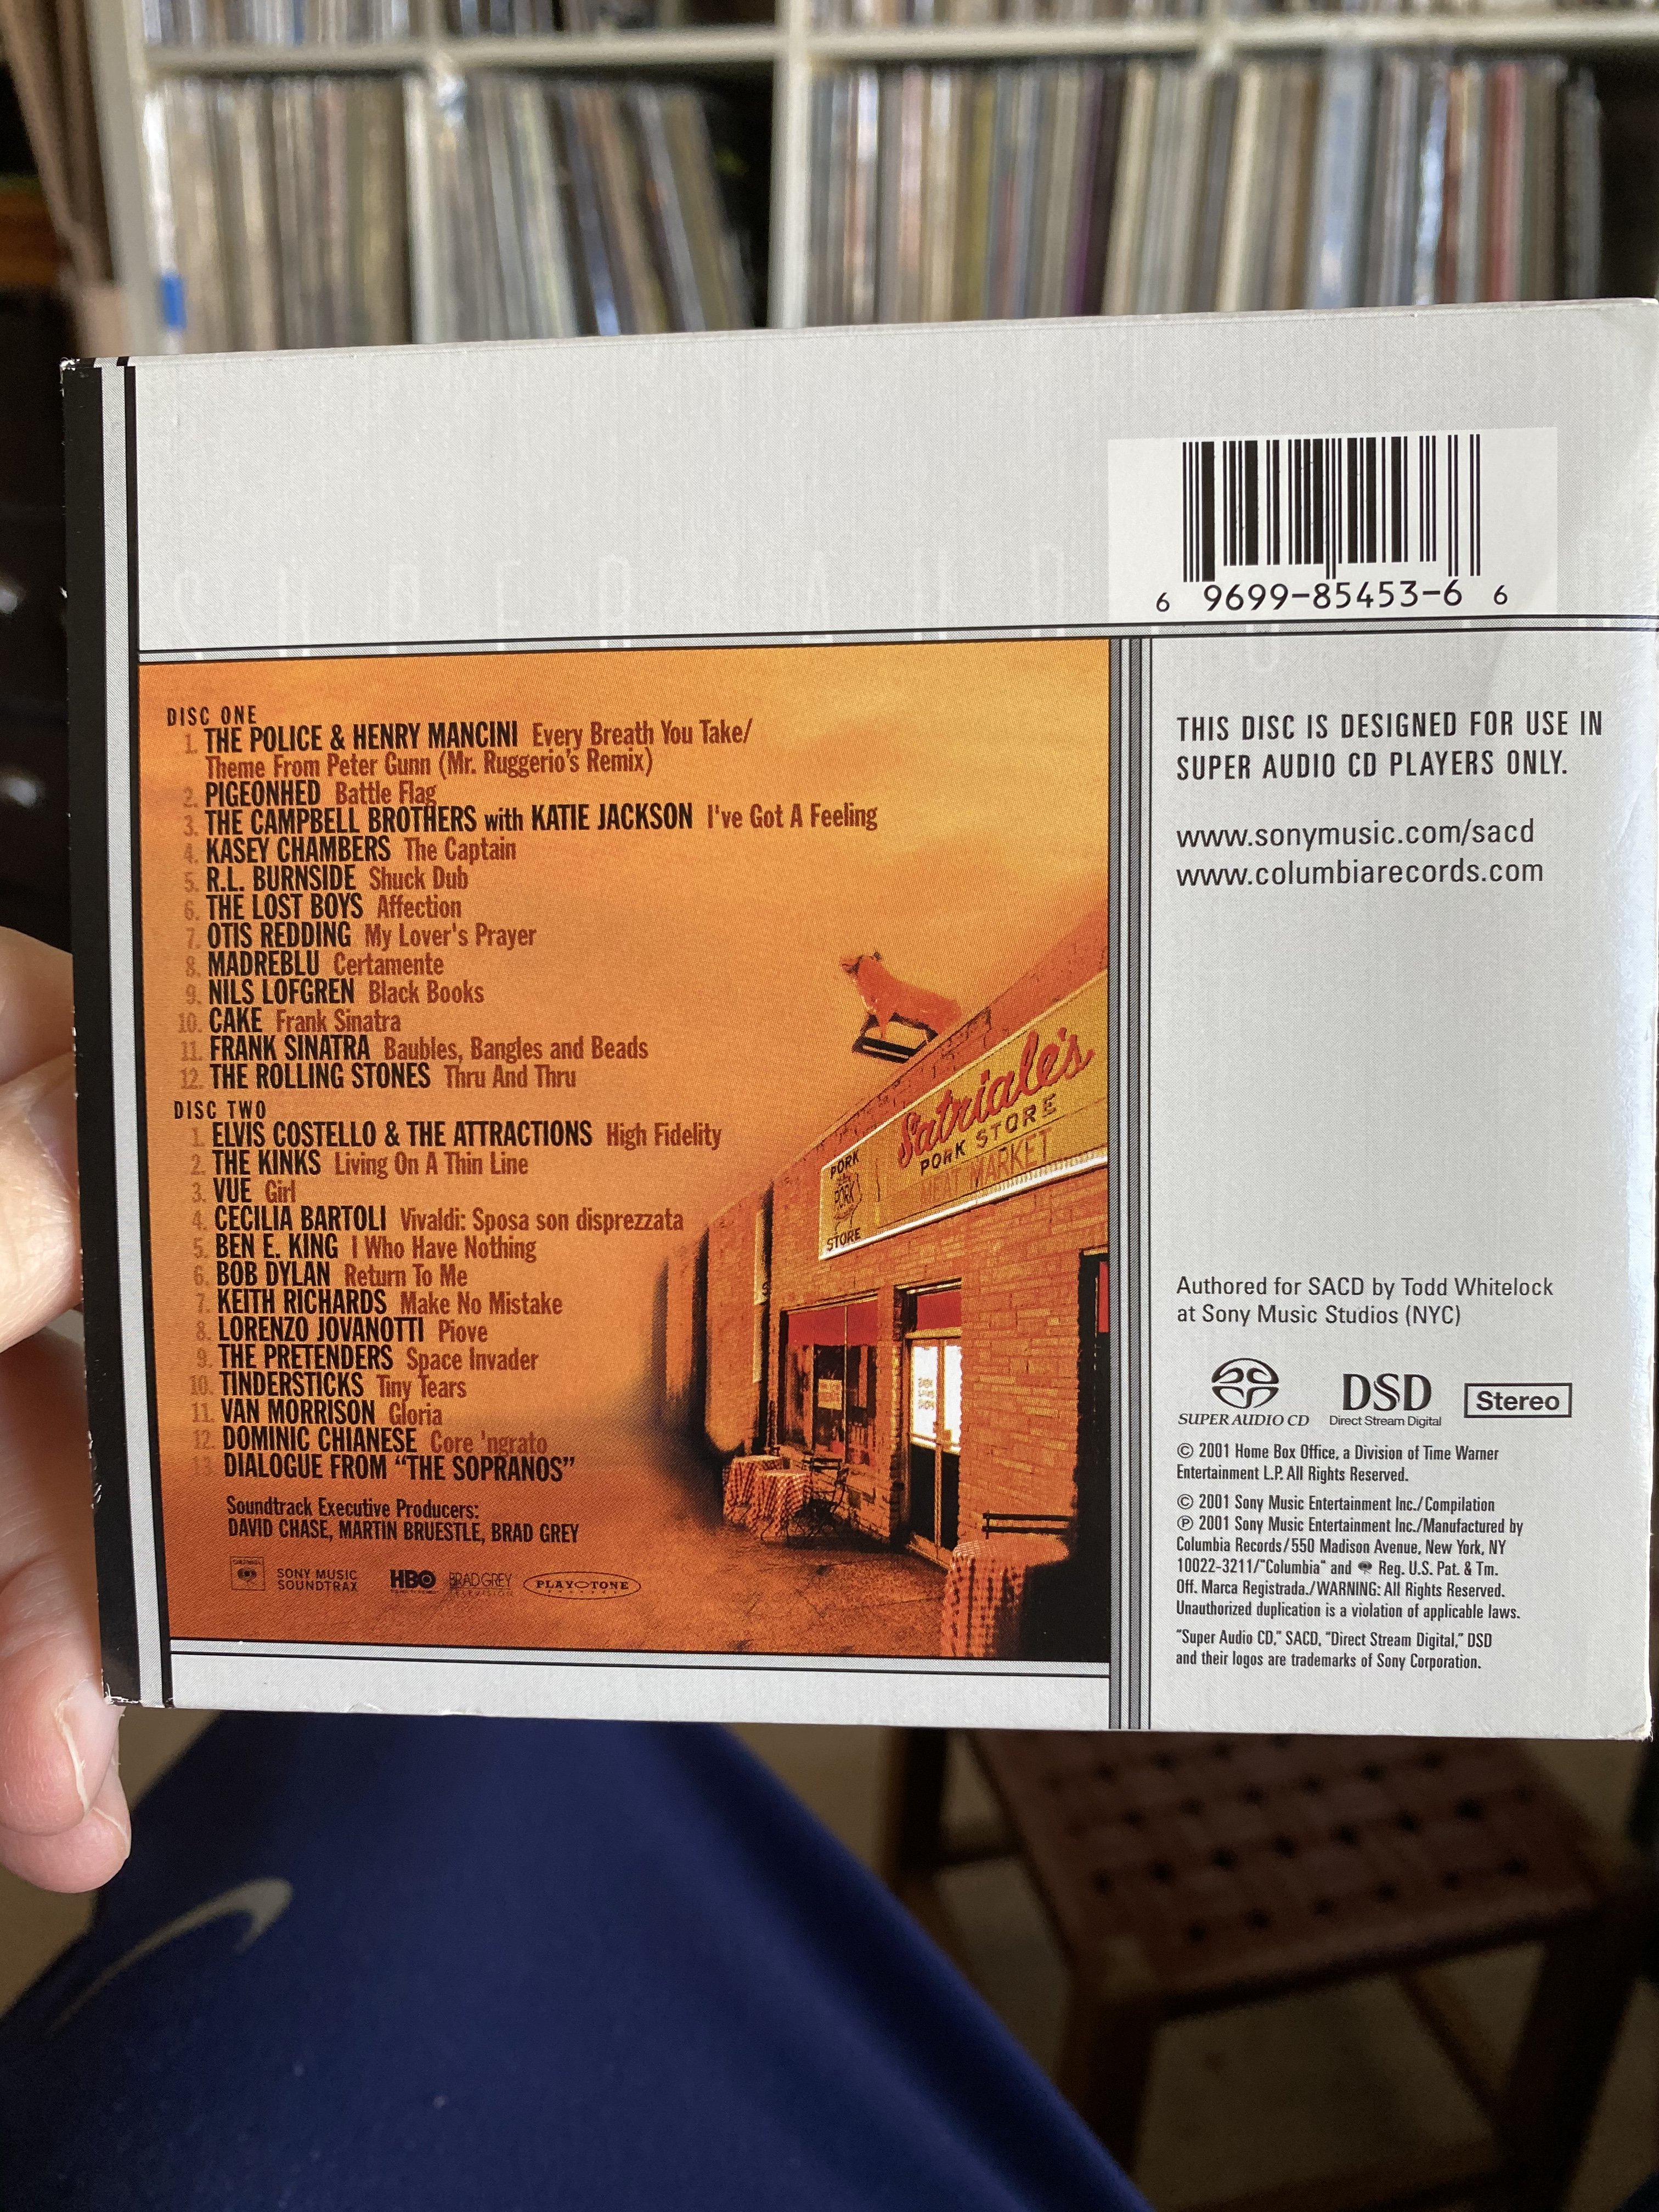 6 9699-85453-6 6
DISC ONE
1. THE POLICE & HENRY MANCINI Every Breath You Take/
Theme From Peter Gunn (Mr. Ruggerio's Remix)
2. PIGEONHED Battle Flag
3. THE CAMPBELL BROTHERS with KATIE JACKSON I've Got A Feeling
4. KASEY CHAMBERS The Captain
5. R.L. BURNSIDE Shuck Dub
6. THE LOST BOYS Affection
7. OTIS REDDING My Lover's Prayer
8. MADREBLU Certamente
9. NILS LOFGREN Black Books
10. CAKE Frank Sinatra
11. FRANK SINATRA Baubles, Bangles and Beads
12. THE ROLLING STONES Thru And Thru
DISC TWO
1. ELVIS COSTELLO & THE ATTRACTIONS High Fidelity
2. THE KINKS Living On A Thin Line
3. VUE Girl
4. CECILIA BARTOLI Vivaldi: Sposa son disprezzata
5. BEN E. KING I Who Have Nothing
6. BOB DYLAN Return To Me
7. KEITH RICHARDS Make No Mistake
8. LORENZO JOVANOTTI Piove
9. THE PRETENDERS Space Invader
10. TINDERSTICKS Tiny Tears
11. VAN MORRISON Gloria
12. DOMINIC CHIANESE Core 'ngrato
13. DIALOGUE FROM "THE SOPRANOS"
Soundtrack Executive Producers:
DAVID CHASE, MARTIN BRUESTLE, BRAD GREY
SONY MUSIC
SOUNDTRAX
HBO
BRAD GREY
TELEVISION
PLAY-TONE
Satriale's
PORK STORE
MEAT MARKET
PORK
PORK
STORE
THIS DISC IS DESIGNED FOR USE IN
SUPER AUDIO CD PLAYERS ONLY.
www.sonymusic.com/sacd
www.columbiarecords.com
Authored for SACD by Todd Whitelock
at Sony Music Studios (NYC)
SUPER AUDIO CD
DSD
Direct Stream Digital
Stereo
© 2001 Home Box Office, a Division of Time Warner
Entertainment L.P. All Rights Reserved.
© 2001 Sony Music Entertainment Inc./Compilation
℗ 2001 Sony Music Entertainment Inc./Manufactured by
Columbia Records/550 Madison Avenue, New York, NY
10022-3211/"Columbia" and Reg. U.S. Pat. & Tm.
Off. Marca Registrada./WARNING: All Rights Reserved.
Unauthorized duplication is a violation of applicable laws.
"Super Audio CD," SACD, "Direct Stream Digital," DSD
and their logos are trademarks of Sony Corporation.